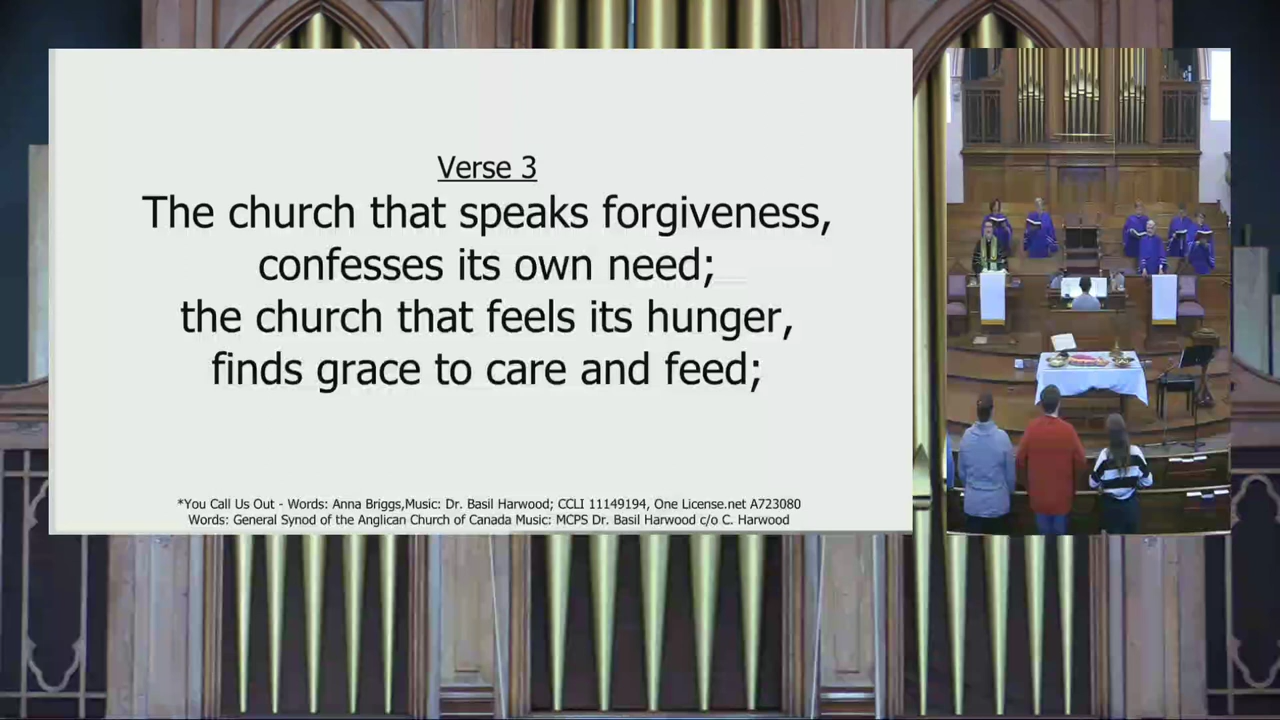 Verse 3
The church that speaks forgiveness,
confesses its own need;
the church that feels its hunger,
finds grace to care and feed;
*You Call Us Out - Words: Anna Briggs,Music: Dr. Basil Harwood; CCLI 11149194, One License.net A723080
Words: General Synod of the Anglican Church of Canada Music: MCPS Dr. Basil Harwood c/o C. Harwood